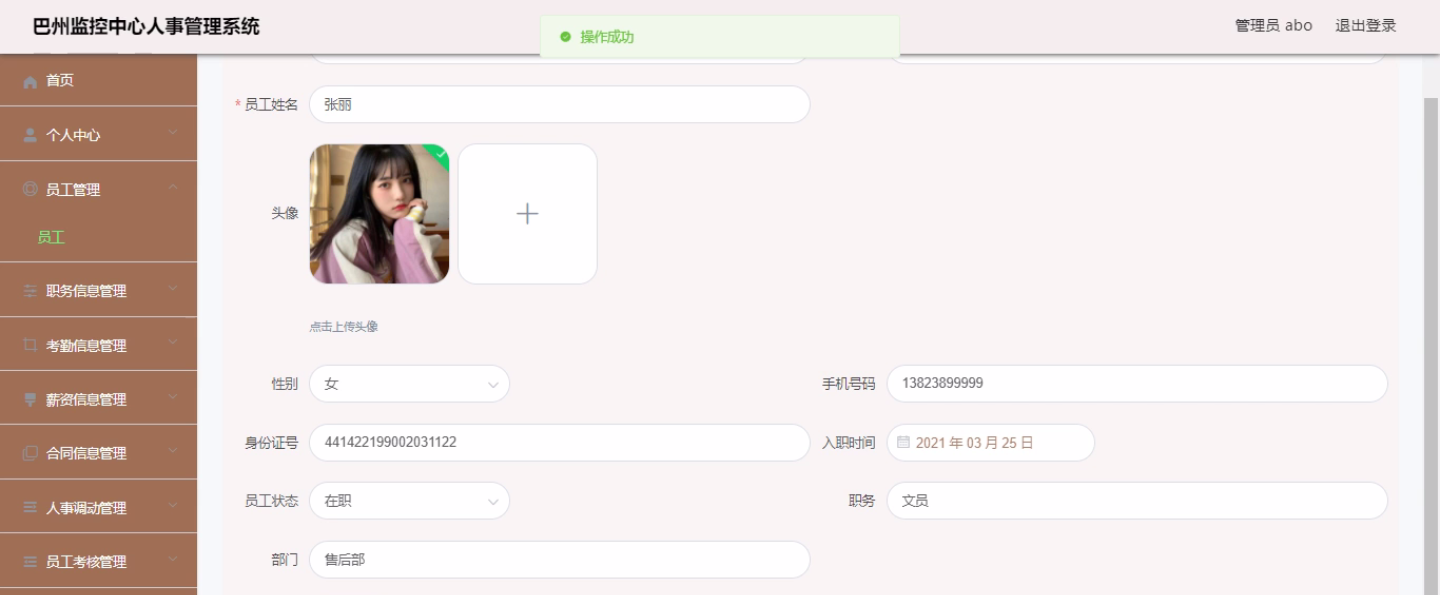 巴州监控中心人事管理系统
操作成功
管理员 abo
退出登录
首页
个人中心
员工管理
员工
职务信息管理
考勤信息管理
薪资信息管理
合同信息管理
人事调动管理
员工考核管理
* 员工姓名
张丽
头像
点击上传头像
性别
女
手机号码
13823899999
身份证号
441422199002031122
入职时间
2021 年 03 月 25 日
员工状态
在职
职务
文员
部门
售后部